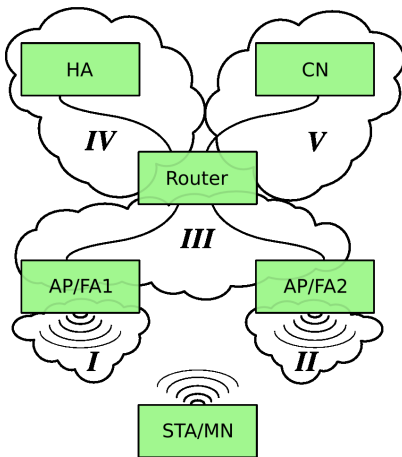 HA
CN
IV
V
Router
III
AP/FA1
AP/FA2
I
II
STA/MN